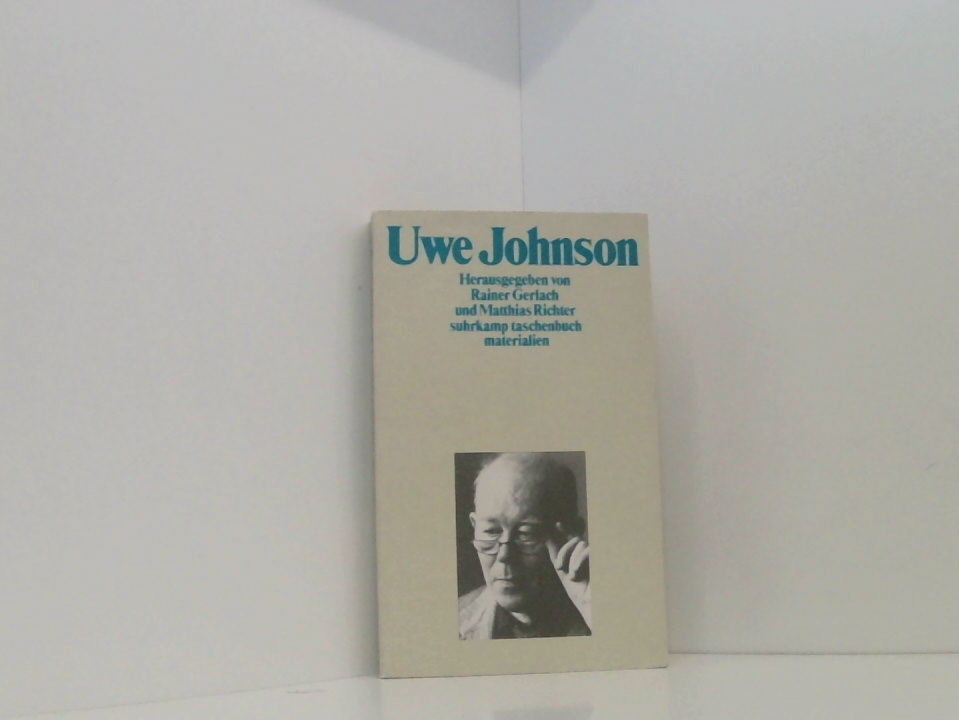 Uwe Johnson
Herausgegeben von
Rainer Gerlach
und Matthias Richter
suhrkamp taschenbuch
materialien